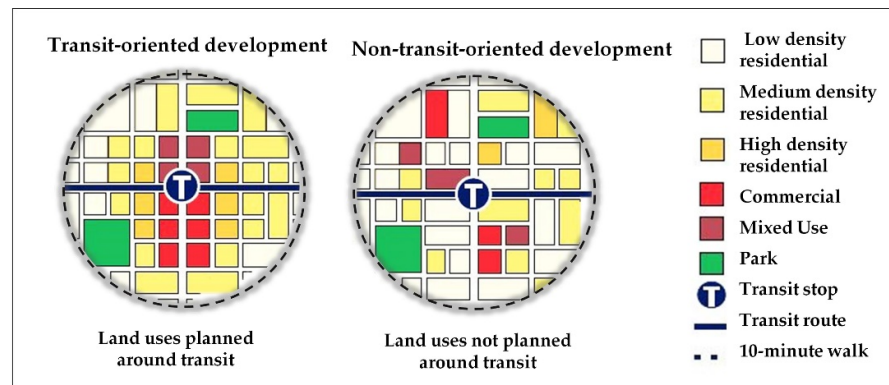 Transit-oriented development
Non-transit-oriented development
T
T
Land uses planned
around transit
Land uses not planned
around transit
Low density
residential
Medium density
residential
High density
residential
Commercial
Mixed Use
Park
T
Transit stop
Transit route
10-minute walk